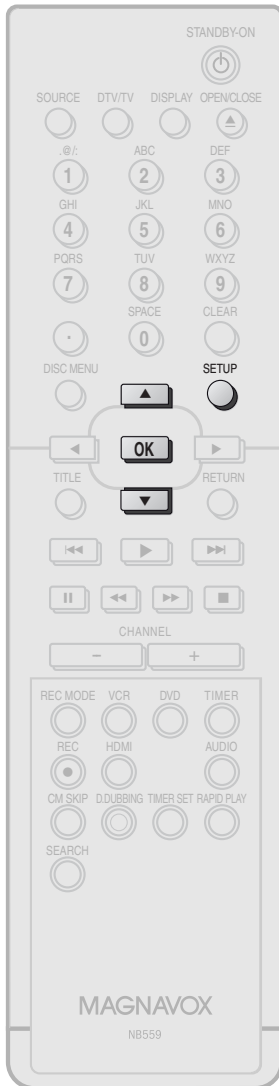 STANDBY-ON
SOURCE DTV/TV DISPLAY OPEN/CLOSE
.@/: ABC DEF
1 2 3
GHI JKL MNO
4 5 6
PQRS TUV WXYZ
7 8 9
SPACE CLEAR
· 0
DISC MENU SETUP
OK
TITLE RETURN
CHANNEL
− +
REC MODE VCR DVD TIMER
REC HDMI AUDIO
CM SKIP D.DUBBING TIMER SET RAPID PLAY
SEARCH
MAGNAVOX
NB559